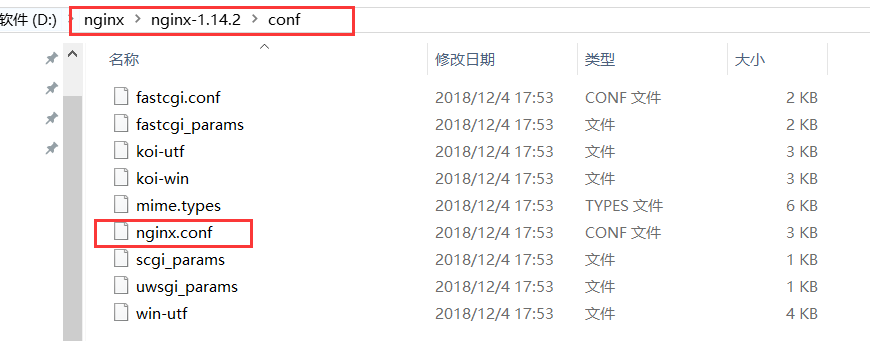 软件 (D:) nginx nginx-1.14.2 conf
名称 修改日期 类型 大小
fastcgi.conf 2018/12/4 17:53 CONF 文件 2 KB
fastcgi_params 2018/12/4 17:53 文件 2 KB
koi-utf 2018/12/4 17:53 文件 3 KB
koi-win 2018/12/4 17:53 文件 3 KB
mime.types 2018/12/4 17:53 TYPES 文件 6 KB
nginx.conf 2018/12/4 17:53 CONF 文件 3 KB
scgi_params 2018/12/4 17:53 文件 1 KB
uwsgi_params 2018/12/4 17:53 文件 1 KB
win-utf 2018/12/4 17:53 文件 4 KB